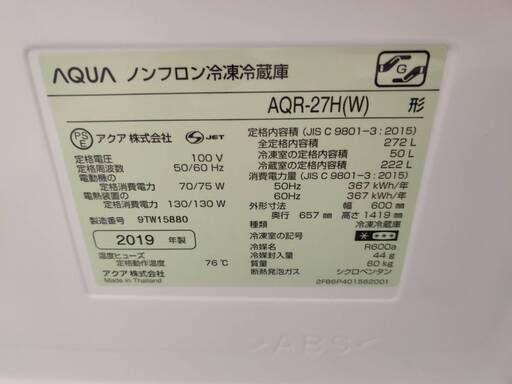 AQUA ノンフロン冷凍冷蔵庫
G
AQR-27H(W) 形
PS E アクア株式会社 S JET
定格電圧 100 V
定格周波数 50/60 Hz
電動機の
定格消費電力 70/75 W
電熱装置の
定格消費電力 130/130 W
製造番号 9TW15880
2019 年製
温度ヒューズ
定格動作温度 76℃
アクア株式会社
Made in Thailand
定格内容積 (JIS C 9801-3 : 2015)
全定格内容積 272 L
冷凍室の定格内容積 50 L
冷蔵室の定格内容積 222 L
消費電力量 (JIS C 9801-3 : 2015)
50Hz 367 kWh/年
60Hz 367 kWh/年
外形寸法 幅 600 mm
奥行 657 mm 高さ 1419 mm
種類 冷凍冷蔵庫
冷凍室の記号
冷媒名 R600a
冷媒封入量 44 g
質量 60 kg
断熱発泡ガス シクロペンタン
2FB6P401562001
>ABS<